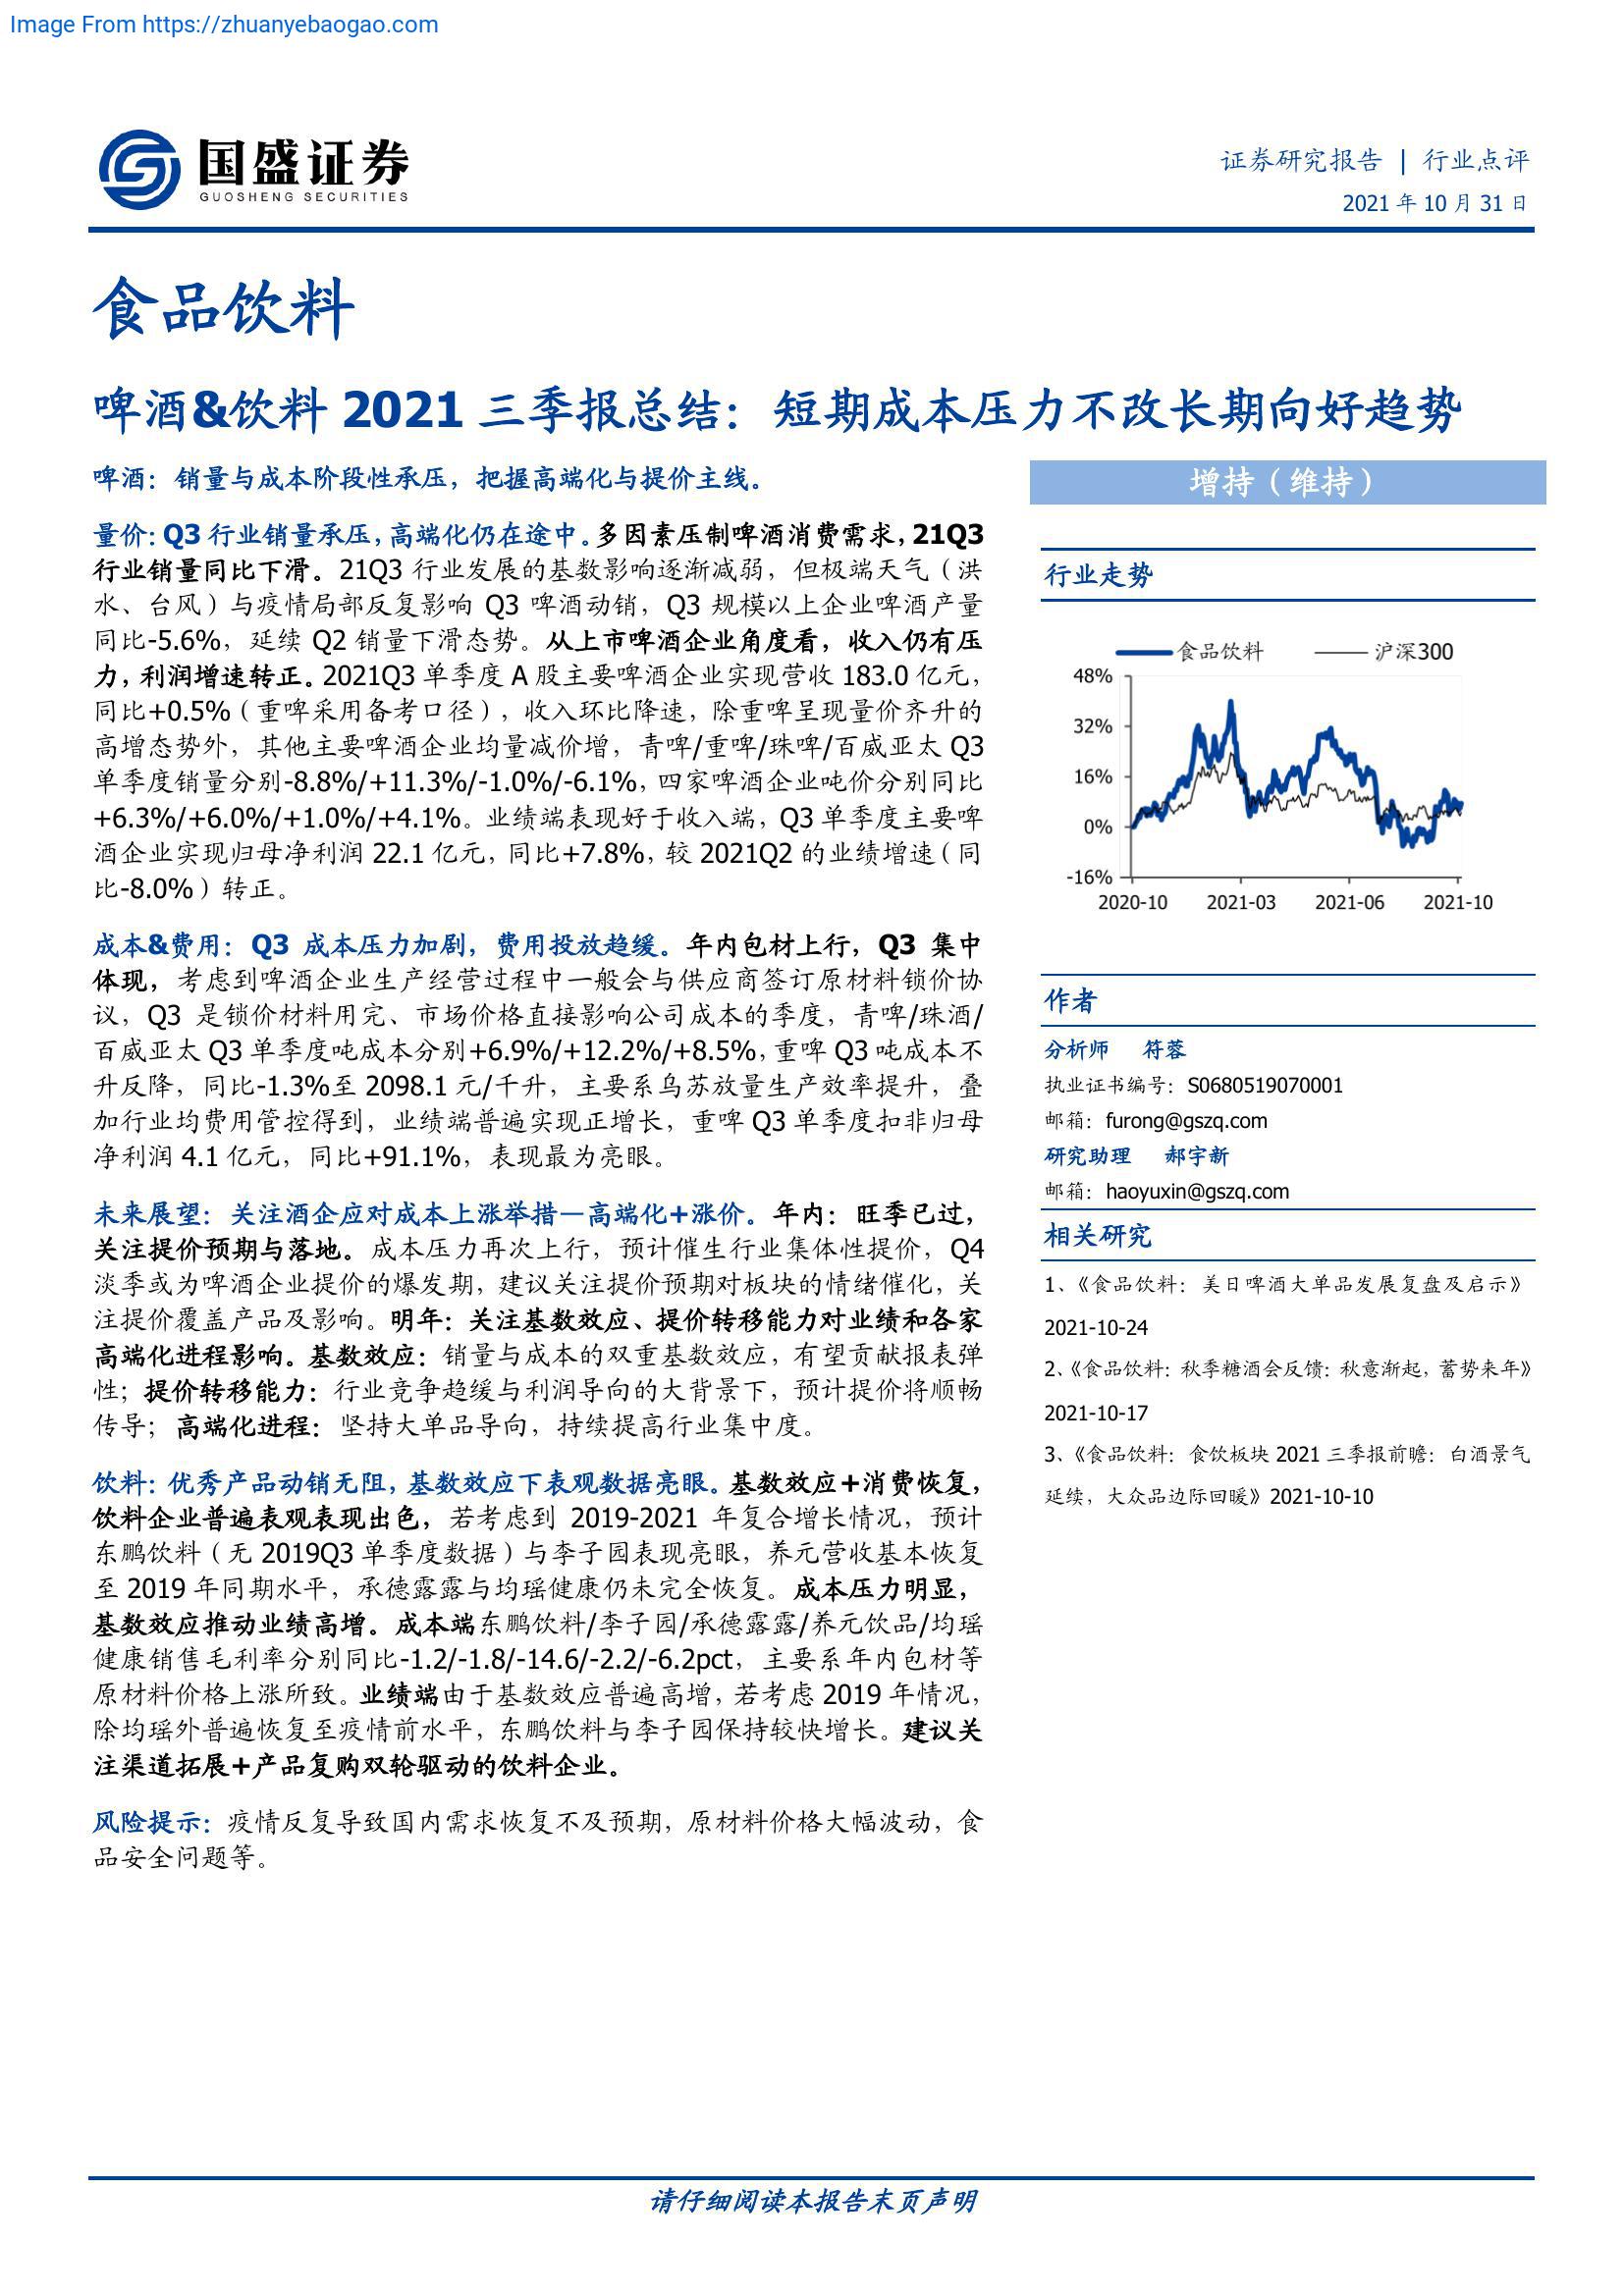 Image From https://zhuanyebaogao.com
国盛证券
GUOSHENG SECURITIES
证券研究报告 | 行业点评
2021 年 10 月 31 日
食品饮料
啤酒&饮料 2021 三季报总结：短期成本压力不改长期向好趋势
啤酒：销量与成本阶段性承压，把握高端化与提价主线。
量价：Q3 行业销量承压，高端化仍在途中。多因素压制啤酒消费需求，21Q3
行业销量同比下滑。21Q3 行业发展的基数影响逐渐减弱，但极端天气（洪
水、台风）与疫情局部反复影响 Q3 啤酒动销，Q3 规模以上企业啤酒产量
同比-5.6%，延续 Q2 销量下滑态势。从上市啤酒企业角度看，收入仍有压
力，利润增速转正。2021Q3 单季度 A 股主要啤酒企业实现营收 183.0 亿元，
同比+0.5%（重啤采用备考口径），收入环比降速，除重啤呈现量价齐升的
高增态势外，其他主要啤酒企业均量减价增，青啤/重啤/珠啤/百威亚太 Q3
单季度销量分别-8.8%/+11.3%/-1.0%/-6.1%，四家啤酒企业吨价分别同比
+6.3%/+6.0%/+1.0%/+4.1%。业绩端表现好于收入端，Q3 单季度主要啤
酒企业实现归母净利润 22.1 亿元，同比+7.8%，较 2021Q2 的业绩增速（同
比-8.0%）转正。
成本&费用：Q3 成本压力加剧，费用投放趋缓。年内包材上行，Q3 集中
体现，考虑到啤酒企业生产经营过程中一般会与供应商签订原材料锁价协
议，Q3 是锁价材料用完、市场价格直接影响公司成本的季度，青啤/珠酒/
百威亚太 Q3 单季度吨成本分别+6.9%/+12.2%/+8.5%，重啤 Q3 吨成本不
升反降，同比-1.3%至 2098.1 元/千升，主要系乌苏放量生产效率提升，叠
加行业均费用管控得到，业绩端普遍实现正增长，重啤 Q3 单季度扣非归母
净利润 4.1 亿元，同比+91.1%，表现最为亮眼。
未来展望：关注酒企应对成本上涨举措—高端化+涨价。年内：旺季已过，
关注提价预期与落地。成本压力再次上行，预计催生行业集体性提价，Q4
淡季或为啤酒企业提价的爆发期，建议关注提价预期对板块的情绪催化，关
注提价覆盖产品及影响。明年：关注基数效应、提价转移能力对业绩和各家
高端化进程影响。基数效应：销量与成本的双重基数效应，有望贡献报表弹
性；提价转移能力：行业竞争趋缓与利润导向的大背景下，预计提价将顺畅
传导；高端化进程：坚持大单品导向，持续提高行业集中度。
饮料：优秀产品动销无阻，基数效应下表观数据亮眼。基数效应+消费恢复，
饮料企业普遍表观表现出色，若考虑到 2019-2021 年复合增长情况，预计
东鹏饮料（无 2019Q3 单季度数据）与李子园表现亮眼，养元营收基本恢复
至 2019 年同期水平，承德露露与均瑶健康仍未完全恢复。成本压力明显，
基数效应推动业绩高增。成本端东鹏饮料/李子园/承德露露/养元饮品/均瑶
健康销售毛利率分别同比-1.2/-1.8/-14.6/-2.2/-6.2pct，主要系年内包材等
原材料价格上涨所致。业绩端由于基数效应普遍高增，若考虑 2019 年情况，
除均瑶外普遍恢复至疫情前水平，东鹏饮料与李子园保持较快增长。建议关
注渠道拓展+产品复购双轮驱动的饮料企业。
风险提示：疫情反复导致国内需求恢复不及预期，原材料价格大幅波动，食
品安全问题等。
增持（维持）
行业走势
食品饮料 沪深300
48%
32%
16%
0%
-16%
2020-10 2021-03 2021-06 2021-10
作者
分析师 符蓉
执业证书编号：S0680519070001
邮箱：furong@gszq.com
研究助理 郝宇新
邮箱：haoyuxin@gszq.com
相关研究
1、《食品饮料：美日啤酒大单品发展复盘及启示》
2021-10-24
2、《食品饮料：秋季糖酒会反馈：秋意渐起，蓄势来年》
2021-10-17
3、《食品饮料：食饮板块 2021 三季报前瞻：白酒景气
延续，大众品边际回暖》2021-10-10
请仔细阅读本报告末页声明